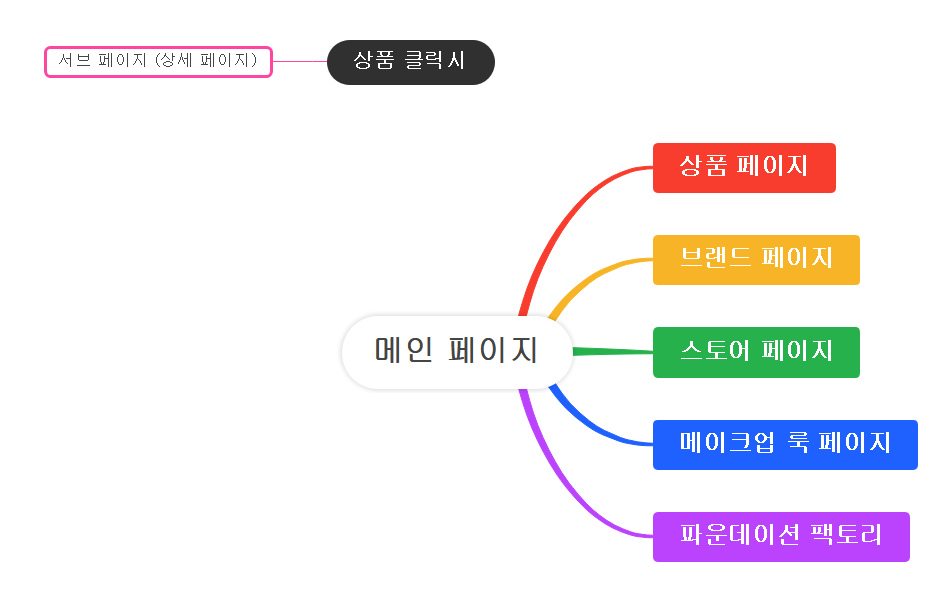 서브 페이지 (상세 페이지)
상품 클릭시
상품 페이지
브랜드 페이지
스토어 페이지
메인 페이지
메이크업 룩 페이지
파운데이션 팩토리